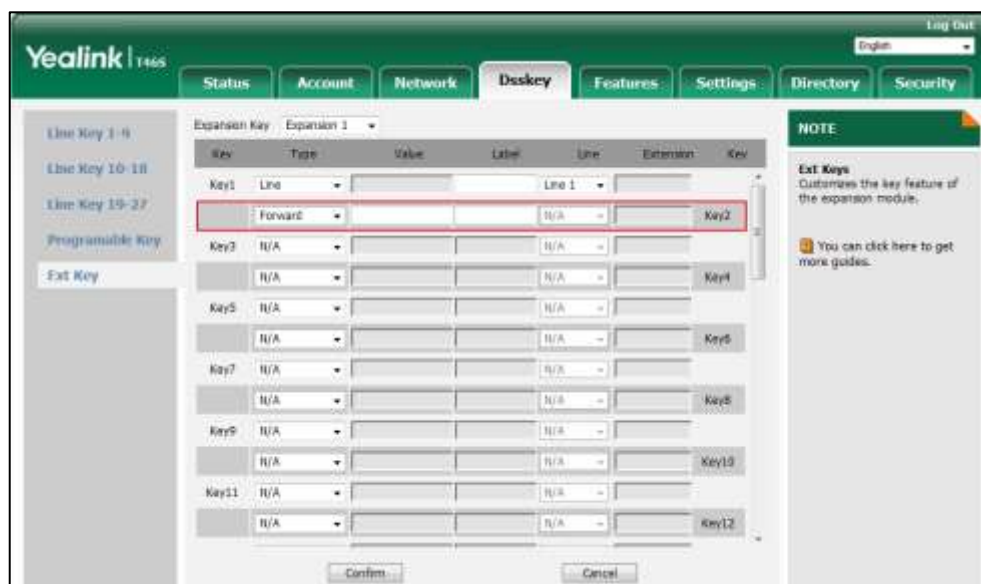 Log Out
Yealink T46S
English
Status Account Network Dsskey Features Settings Directory Security
Line Key 1-9
Line Key 10-18
Line Key 19-27
Programable Key
Ext Key
Expansion Key Expansion 1
Key Type Value Label Line Extension Key
Key1 Line Line 1
Forward N/A Key2
Key3 N/A N/A
N/A N/A Key4
Key5 N/A N/A
N/A N/A Key6
Key7 N/A N/A
N/A N/A Key8
Key9 N/A N/A
N/A N/A Key10
Key11 N/A N/A
N/A N/A Key12
Confirm Cancel
NOTE
Ext Keys
Customizes the key feature of
the expansion module.
You can click here to get
more guides.